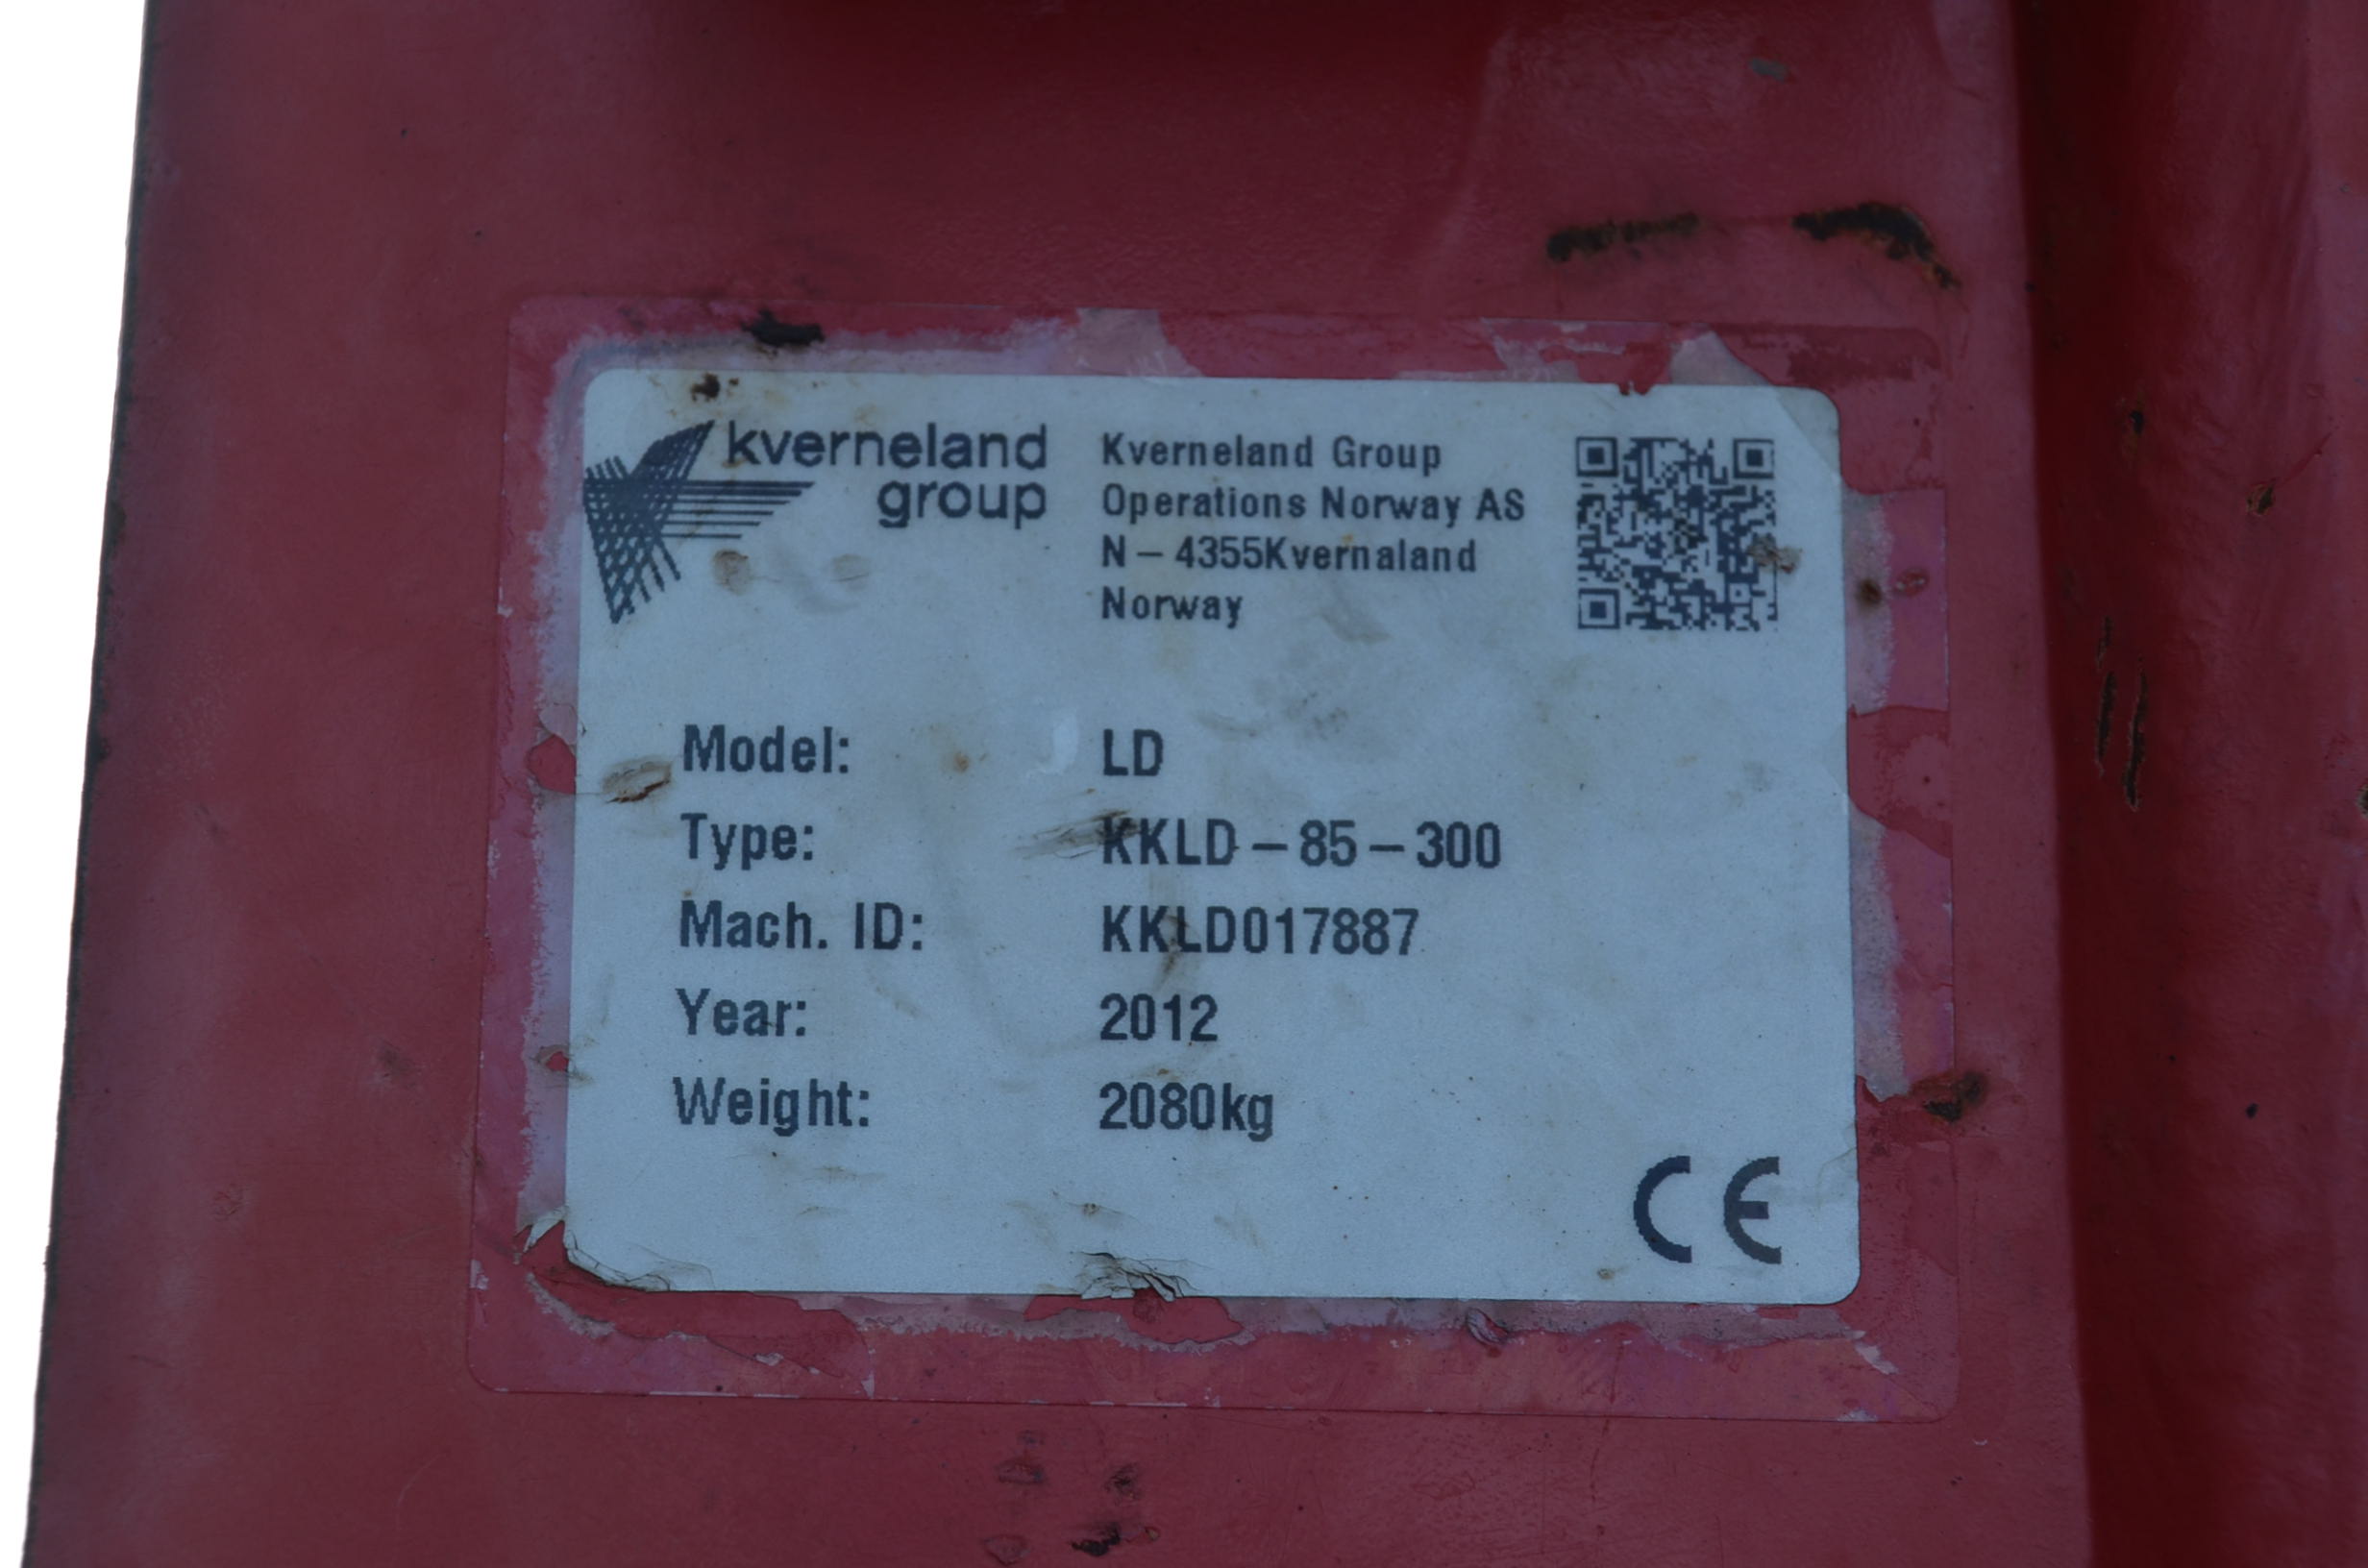 kverneland
group
Kverneland Group
Operations Norway AS
N – 4355Kvernaland
Norway
Model: LD
Type: KKLD – 85 – 300
Mach. ID: KKLD017887
Year: 2012
Weight: 2080kg
CE